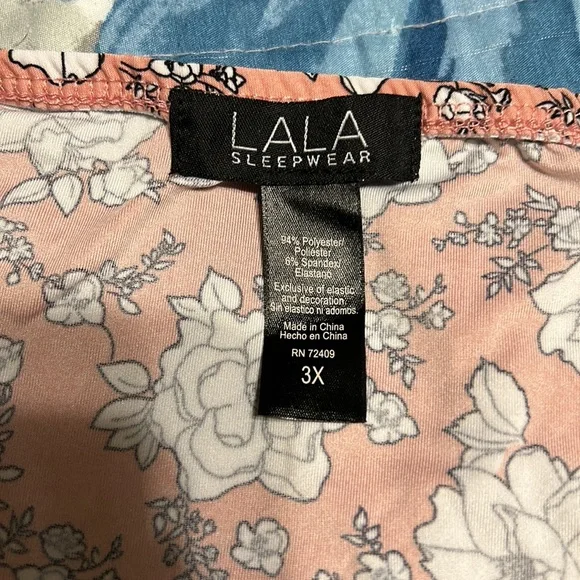 LALA
SLEEPWEAR
94% Polyester/
Poliéster
6% Spandex/
Elastano
Exclusive of elastic
and decoration.
Sin elastico ni adornos.
Made in China
Hecho en China
RN 72409
3X